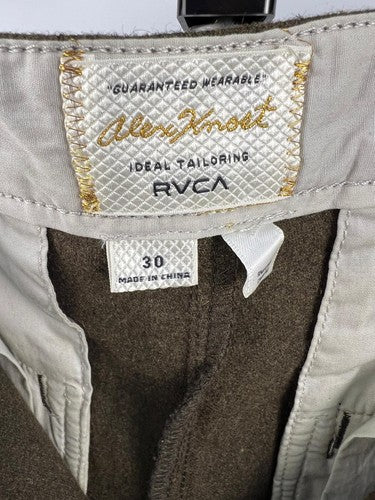 "GUARANTEED WEARABLE"
Alex Knost
IDEAL TAILORING
RVCA
30
MADE IN CHINA